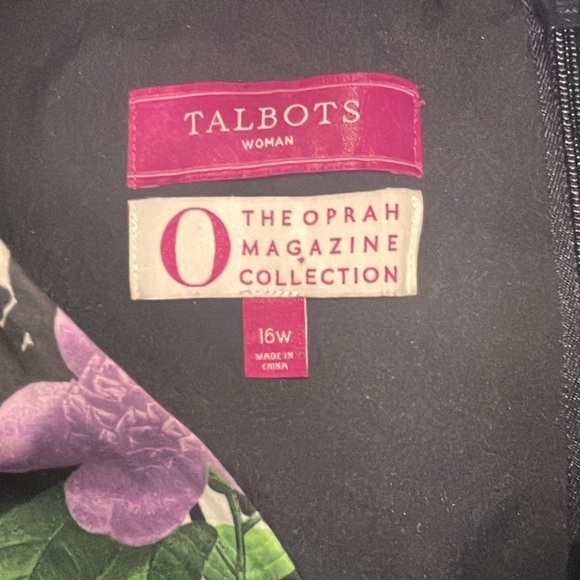 TALBOTS
WOMAN
O THE OPRAH
MAGAZINE
COLLECTION
16W
MADE IN
CHINA